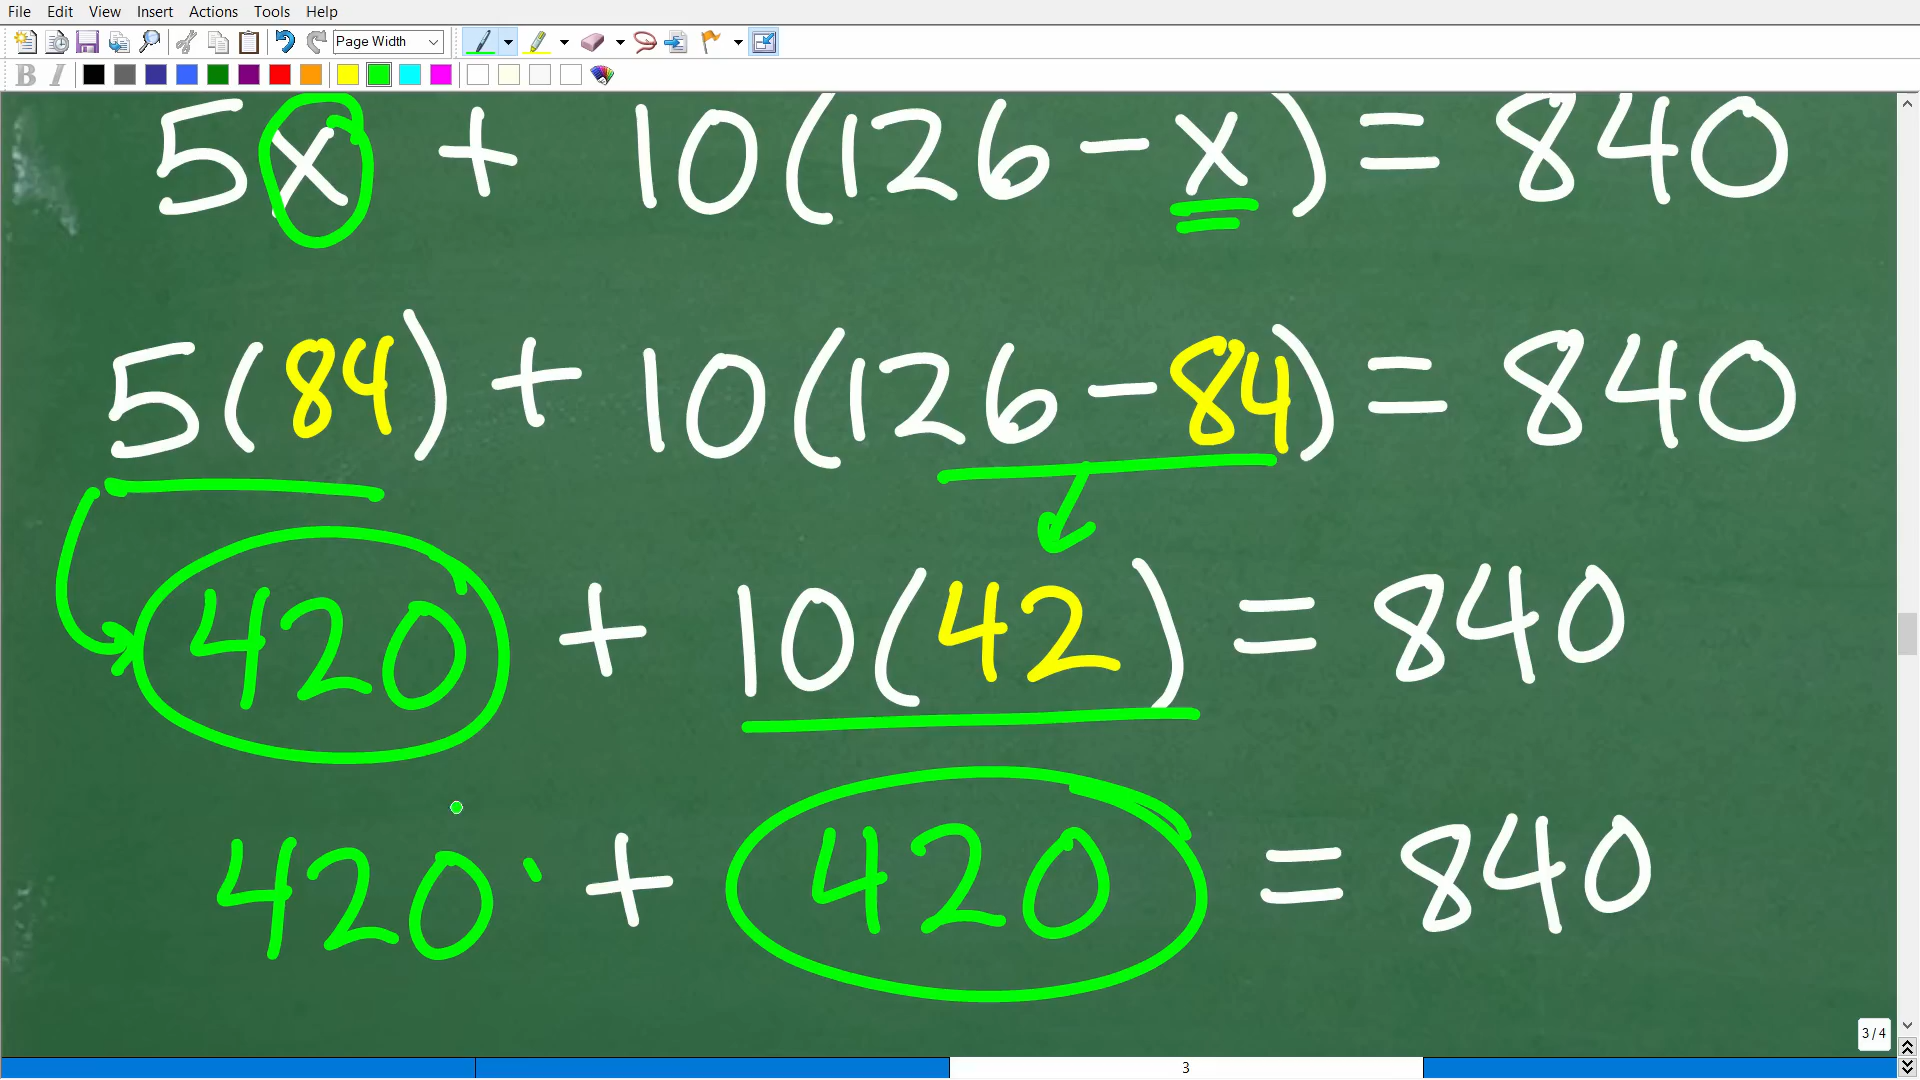 File Edit View Insert Actions Tools Help
Page Width
B I
5x + 10(126 - x) = 840
5(84) + 10(126 - 84) = 840
420 + 10(42) = 840
420 + 420 = 840
3 / 4
3